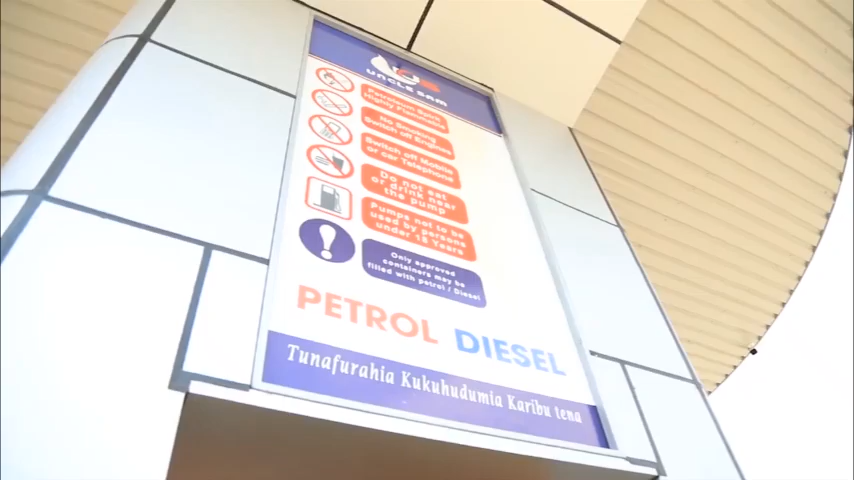 UNCLE SAM
Petroleum Spirit
Highly Flammable
No Smoking
Switch off Engine
Switch off Mobile
or car Telephone
Do not eat
or drink near
the pump
Pumps not to be
used by persons
under 18 Years
Only approved
containers may be
filled with petrol / Diesel
PETROL DIESEL
Tunafurahia Kukuhudumia Karibu tena